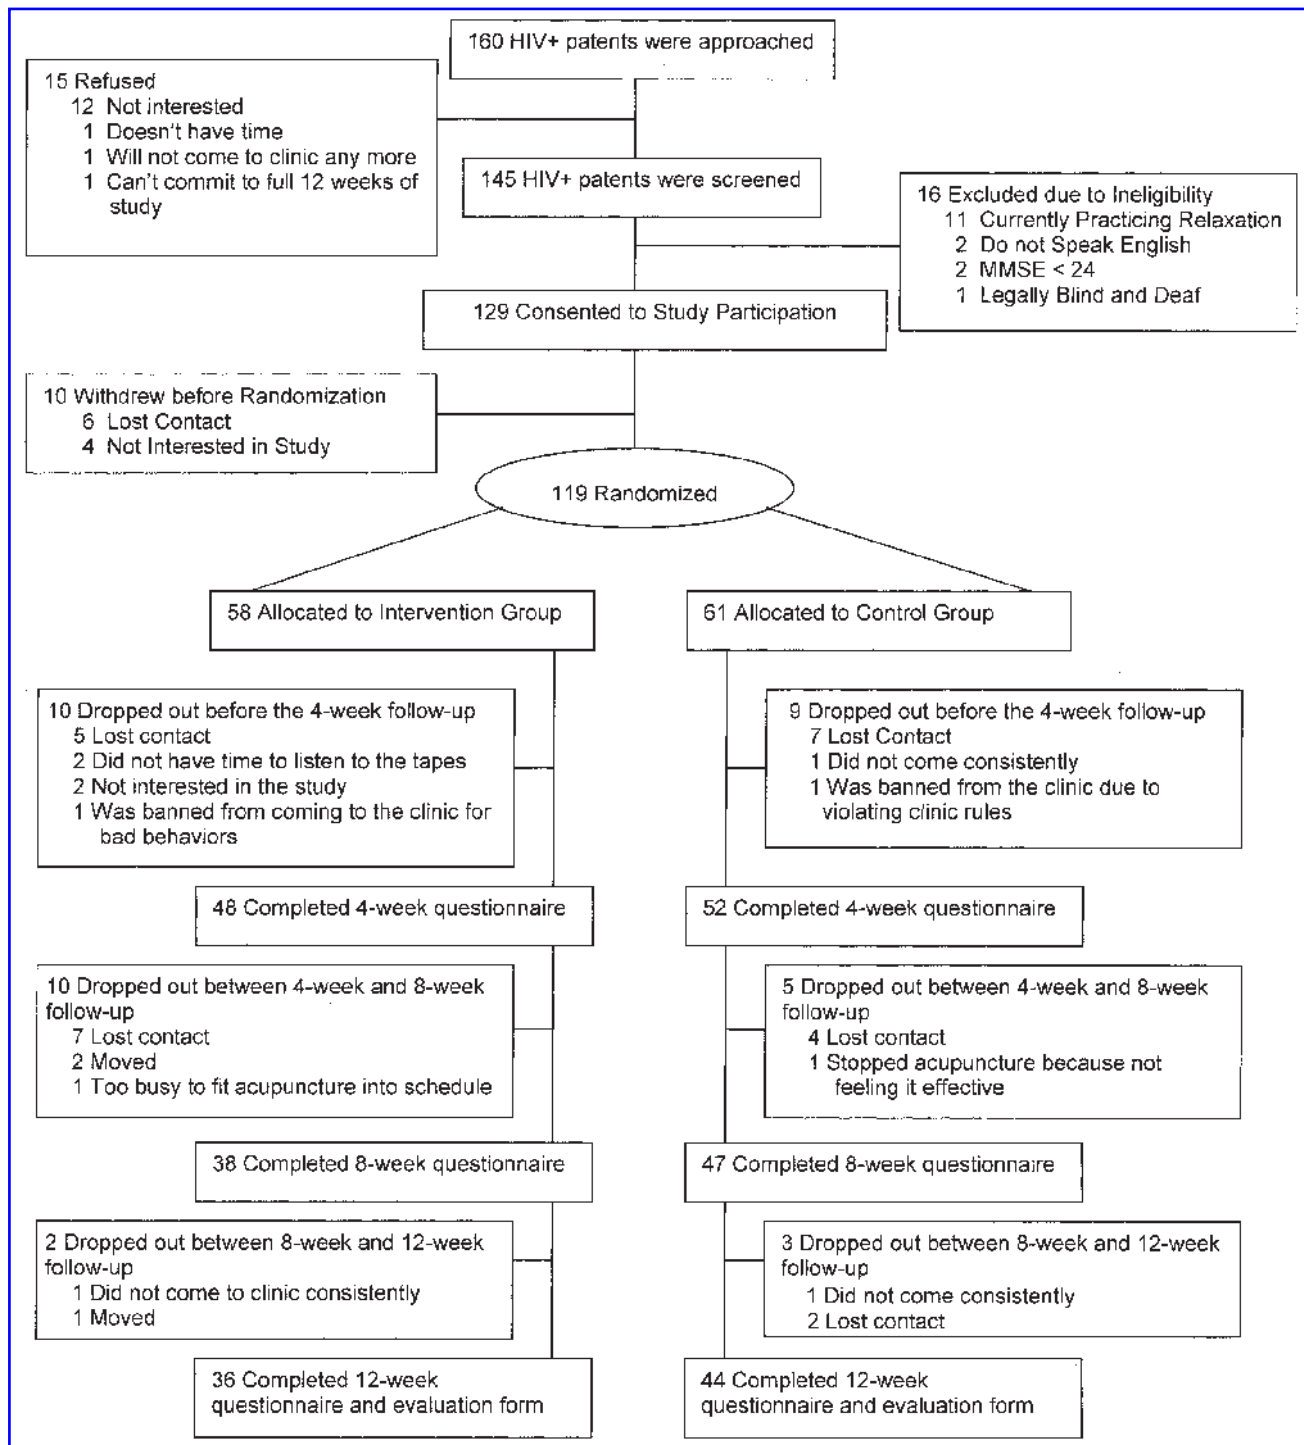 160 HIV+ patents were approached
15 Refused
12 Not interested
1 Doesn't have time
1 Will not come to clinic any more
1 Can't commit to full 12 weeks of
study
145 HIV+ patents were screened
16 Excluded due to Ineligibility
11 Currently Practicing Relaxation
2 Do not Speak English
2 MMSE < 24
1 Legally Blind and Deaf
129 Consented to Study Participation
10 Withdrew before Randomization
6 Lost Contact
4 Not Interested in Study
119 Randomized
58 Allocated to Intervention Group
61 Allocated to Control Group
10 Dropped out before the 4-week follow-up
5 Lost contact
2 Did not have time to listen to the tapes
2 Not interested in the study
1 Was banned from coming to the clinic for
bad behaviors
9 Dropped out before the 4-week follow-up
7 Lost Contact
1 Did not come consistently
1 Was banned from the clinic due to
violating clinic rules
48 Completed 4-week questionnaire
52 Completed 4-week questionnaire
10 Dropped out between 4-week and 8-week
follow-up
7 Lost contact
2 Moved
1 Too busy to fit acupuncture into schedule
5 Dropped out between 4-week and 8-week
follow-up
4 Lost contact
1 Stopped acupuncture because not
feeling it effective
38 Completed 8-week questionnaire
47 Completed 8-week questionnaire
2 Dropped out between 8-week and 12-week
follow-up
1 Did not come to clinic consistently
1 Moved
3 Dropped out between 8-week and 12-week
follow-up
1 Did not come consistently
2 Lost contact
36 Completed 12-week
questionnaire and evaluation form
44 Completed 12-week
questionnaire and evaluation form